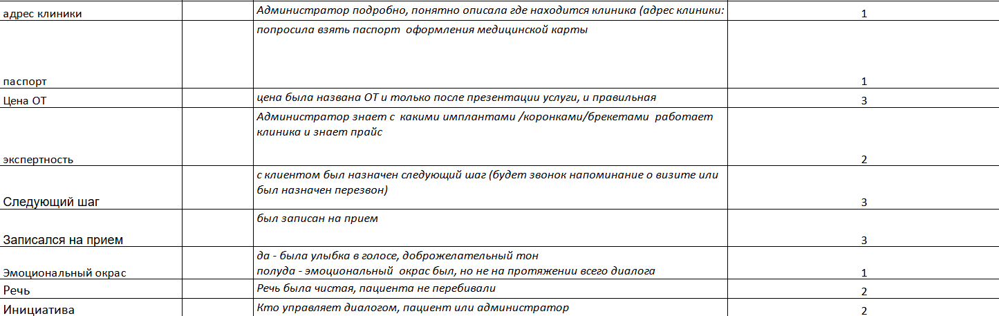 адрес клиники Администратор подробно, понятно описала где находится клиника (адрес клиники: 1
попросила взять паспорт оформления медицинской карты
паспорт 1
Цена ОТ цена была названа ОТ и только после презентации услуги, и правильная 3
Администратор знает с какими имплантами /коронками/брекетами работает
клиника и знает прайс
экспертность 2
с клиентом был назначен следующий шаг (будет звонок напоминание о визите или
был назначен перезвон)
Следующий шаг 3
был записан на прием
Записался на прием 3
да - была улыбка в голосе, доброжелательный тон
полуда - эмоциональный окрас был, но не на протяжении всего диалога
Эмоциональный окрас 1
Речь Речь была чистая, пациента не перебивали 2
Инициатива Кто управляет диалогом, пациент или администратор 2